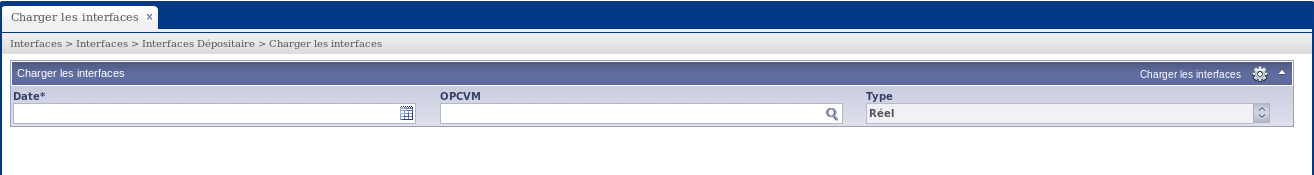 Charger les interfaces x
Interfaces > Interfaces > Interfaces Dépositaire > Charger les interfaces
Charger les interfaces Charger les interfaces
Date* OPCVM Type
Réel